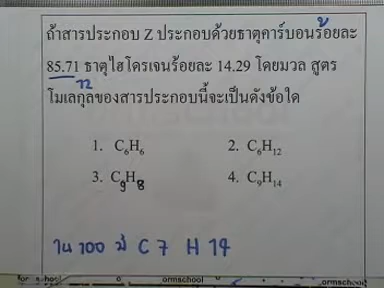 ถ้าสารประกอบ Z ประกอบด้วยธาตุคาร์บอนร้อยละ
85.71 ธาตุไฮโดรเจนร้อยละ 14.29 โดยมวล สูตร
12
โมเลกุลของสารประกอบนี้จะเป็นดังข้อใด
1. C₆H₆ 2. C₆H₁₂
3. C₉H₈ 4. C₉H₁₄
ใน 100 มี C 7 H 14
for school
ormschool
ormschool